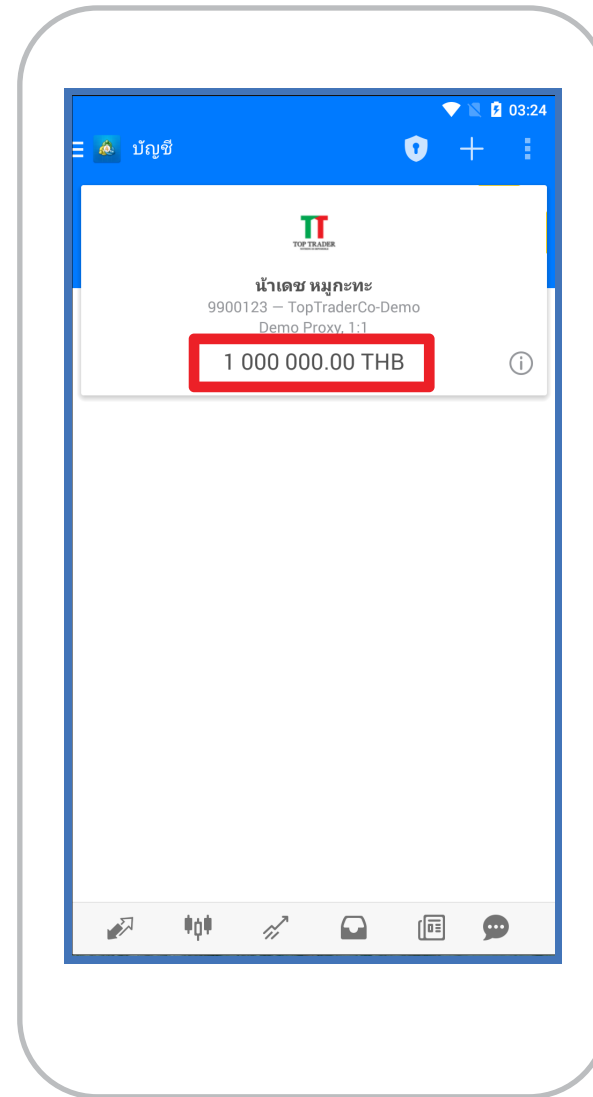 03:24
บัญชี
TOP TRADER
น้าเดช หมูกะทะ
9900123 — TopTraderCo-Demo
Demo Proxy, 1:1
1 000 000.00 THB